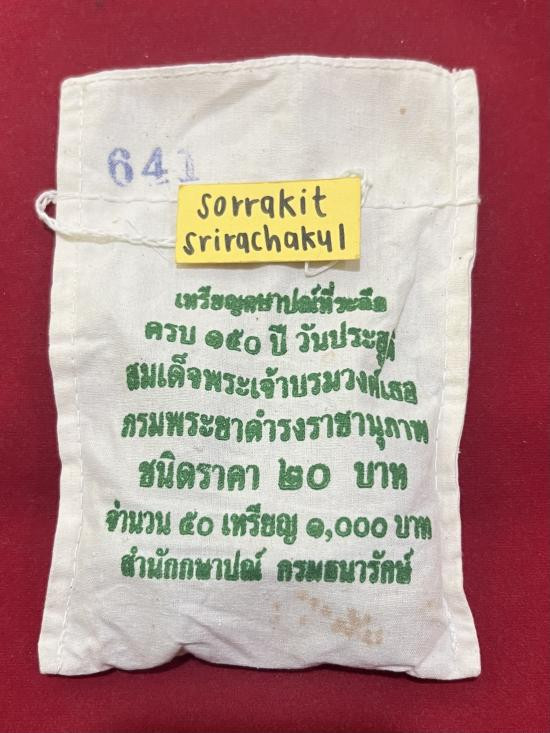 641
sorrakit
srirachakul
เหรียญกษาปณ์ที่ระลึก
ครบ ๑๕๐ ปี วันประสูติ
สมเด็จพระเจ้าบรมวงศ์เธอ
กรมพระยาดำรงราชานุภาพ
ชนิดราคา ๒๐ บาท
จำนวน ๕๐ เหรียญ ๑,๐๐๐ บาท
สำนักกษาปณ์ กรมธนารักษ์